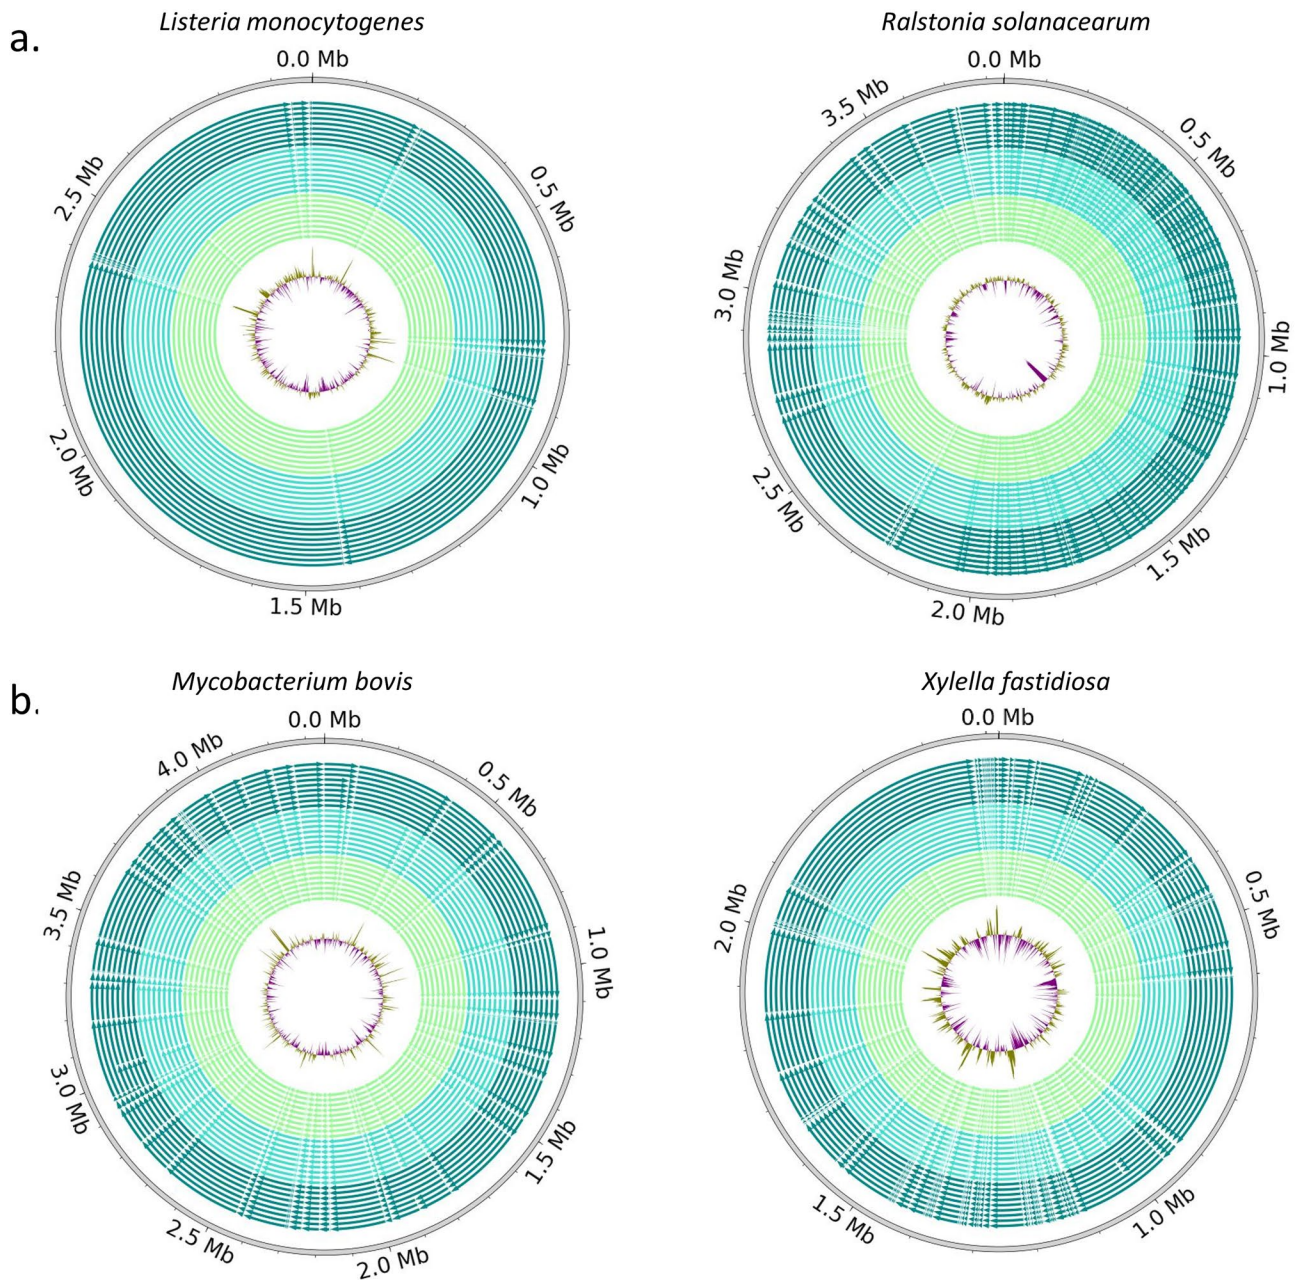 a.
Listeria monocytogenes
0.0 Mb
0.5 Mb
1.0 Mb
1.5 Mb
2.0 Mb
2.5 Mb
Ralstonia solanacearum
0.0 Mb
0.5 Mb
1.0 Mb
1.5 Mb
2.0 Mb
2.5 Mb
3.0 Mb
3.5 Mb
b.
Mycobacterium bovis
0.0 Mb
0.5 Mb
1.0 Mb
1.5 Mb
2.0 Mb
2.5 Mb
3.0 Mb
3.5 Mb
4.0 Mb
Xylella fastidiosa
0.0 Mb
0.5 Mb
1.0 Mb
1.5 Mb
2.0 Mb